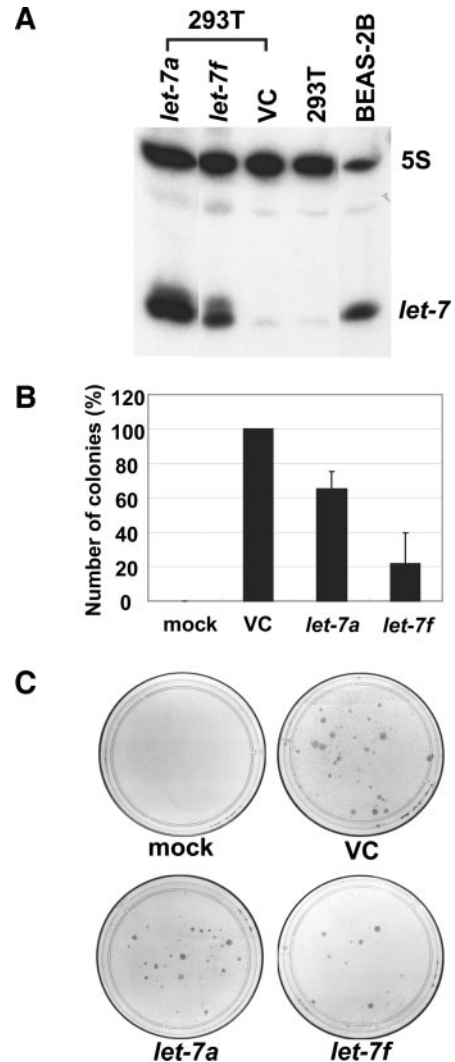 A
293T
let-7a
let-7f
VC
293T
BEAS-2B
5S
let-7
B
Number of colonies (%)
120
100
80
60
40
20
0
mock
VC
let-7a
let-7f
C
mock
VC
let-7a
let-7f